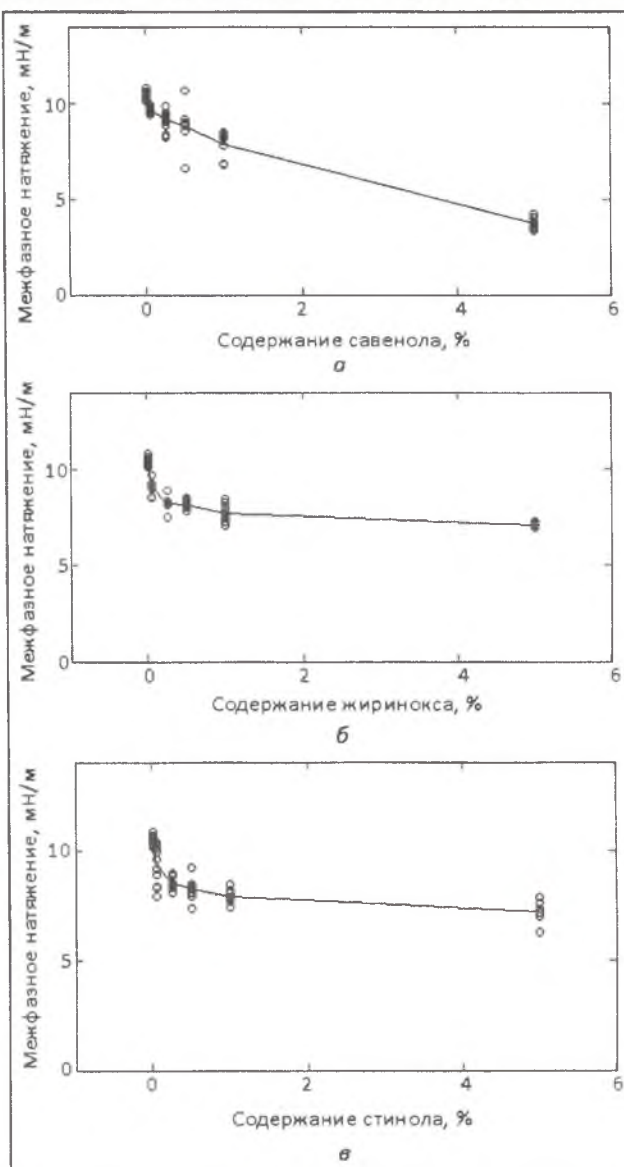 Межфазное натяжение, мН/м
10
5
0
0 2 4 6
Содержание савенола, %
а
Межфазное натяжение, мН/м
10
5
0
0 2 4 6
Содержание жиринокса, %
б
Межфазное натяжение, мН/м
10
5
0
0 2 4 6
Содержание стинола, %
в